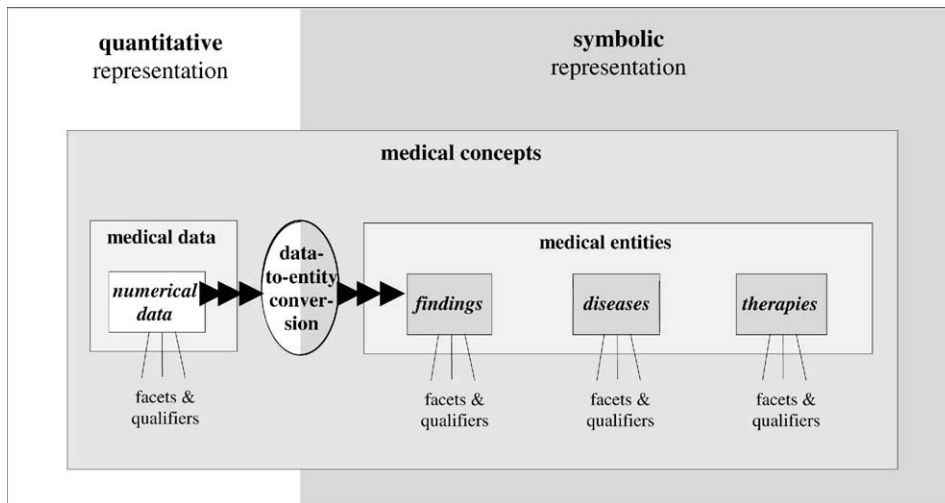 quantitative
representation
symbolic
representation
medical concepts
medical data
numerical
data
data-
to-entity
conver-
sion
medical entities
findings
diseases
therapies
facets &
qualifiers
facets &
qualifiers
facets &
qualifiers
facets &
qualifiers